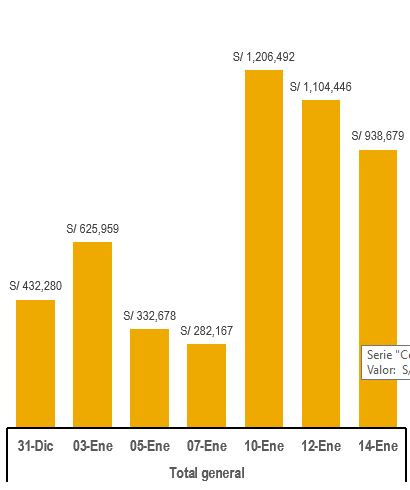 S/ 1,206,492
S/ 1,104,446
S/ 938,679
S/ 625,959
S/ 432,280
S/ 332,678
S/ 282,167
Serie "C
Valor: S/
31-Dic 03-Ene 05-Ene 07-Ene 10-Ene 12-Ene 14-Ene
Total general